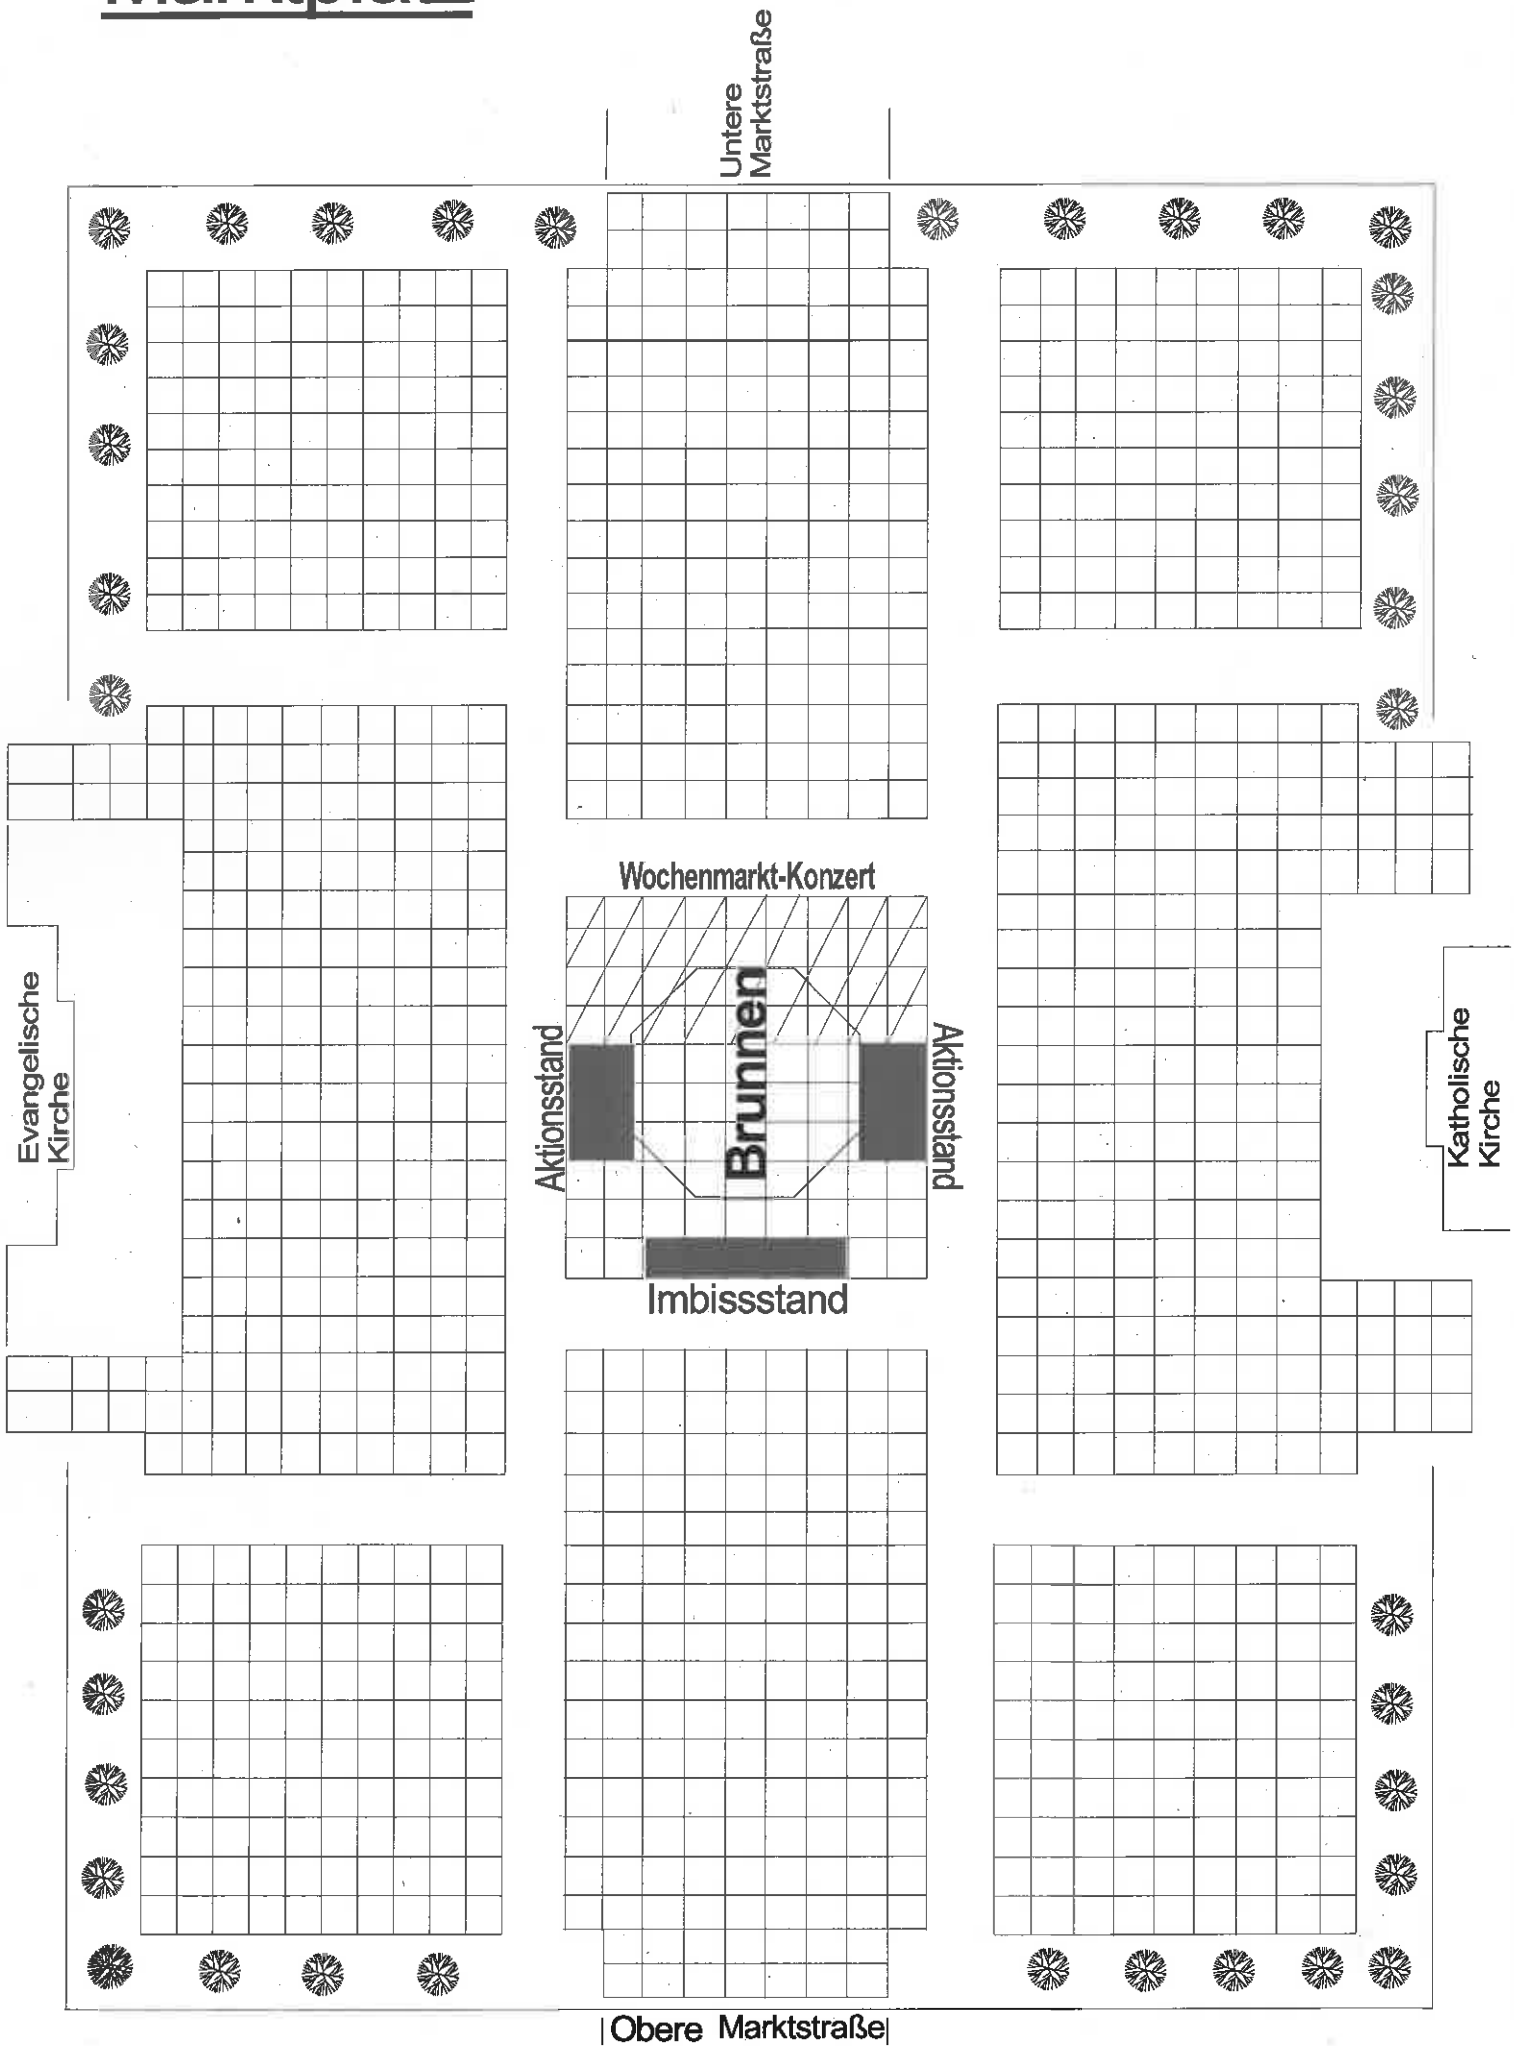 Untere
Marktstraße
Wochenmarkt-Konzert
Evangelische
Kirche
Aktionsstand
Brunnen
Aktionsstand
Katholische
Kirche
Imbissstand
Obere Marktstraße